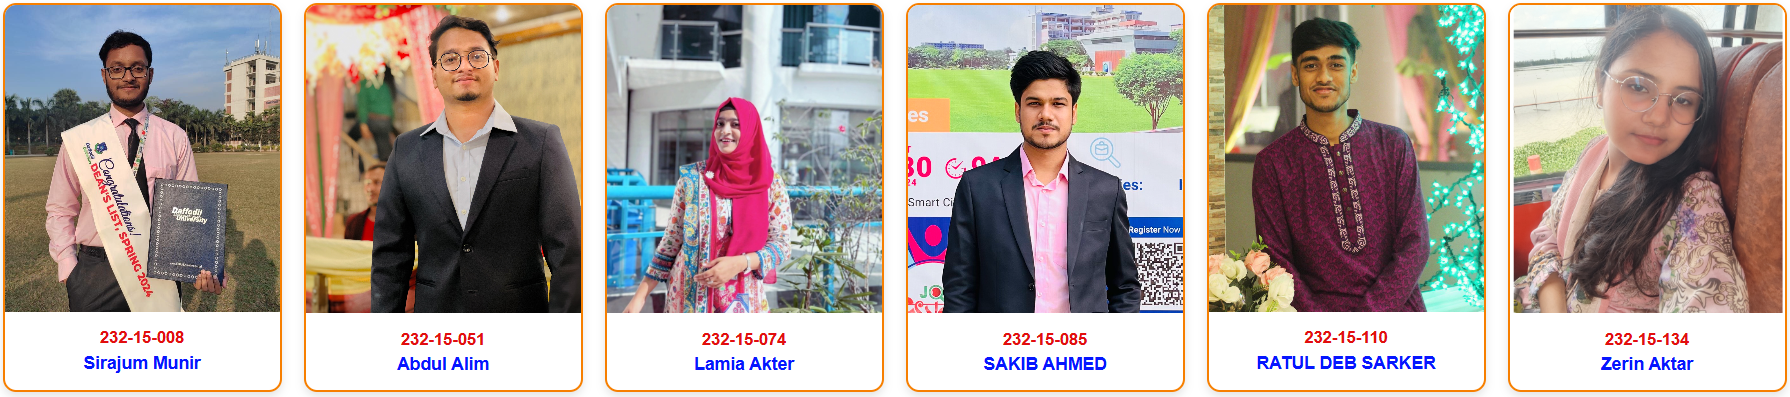 Congratulations!
DEAN'S LIST, SPRING 2024
Daffodil
University
232-15-008
Sirajum Munir
232-15-051
Abdul Alim
232-15-074
Lamia Akter
es
30
24
Smart Ci
es:
Register Now
JO
232-15-085
SAKIB AHMED
232-15-110
RATUL DEB SARKER
232-15-134
Zerin Aktar